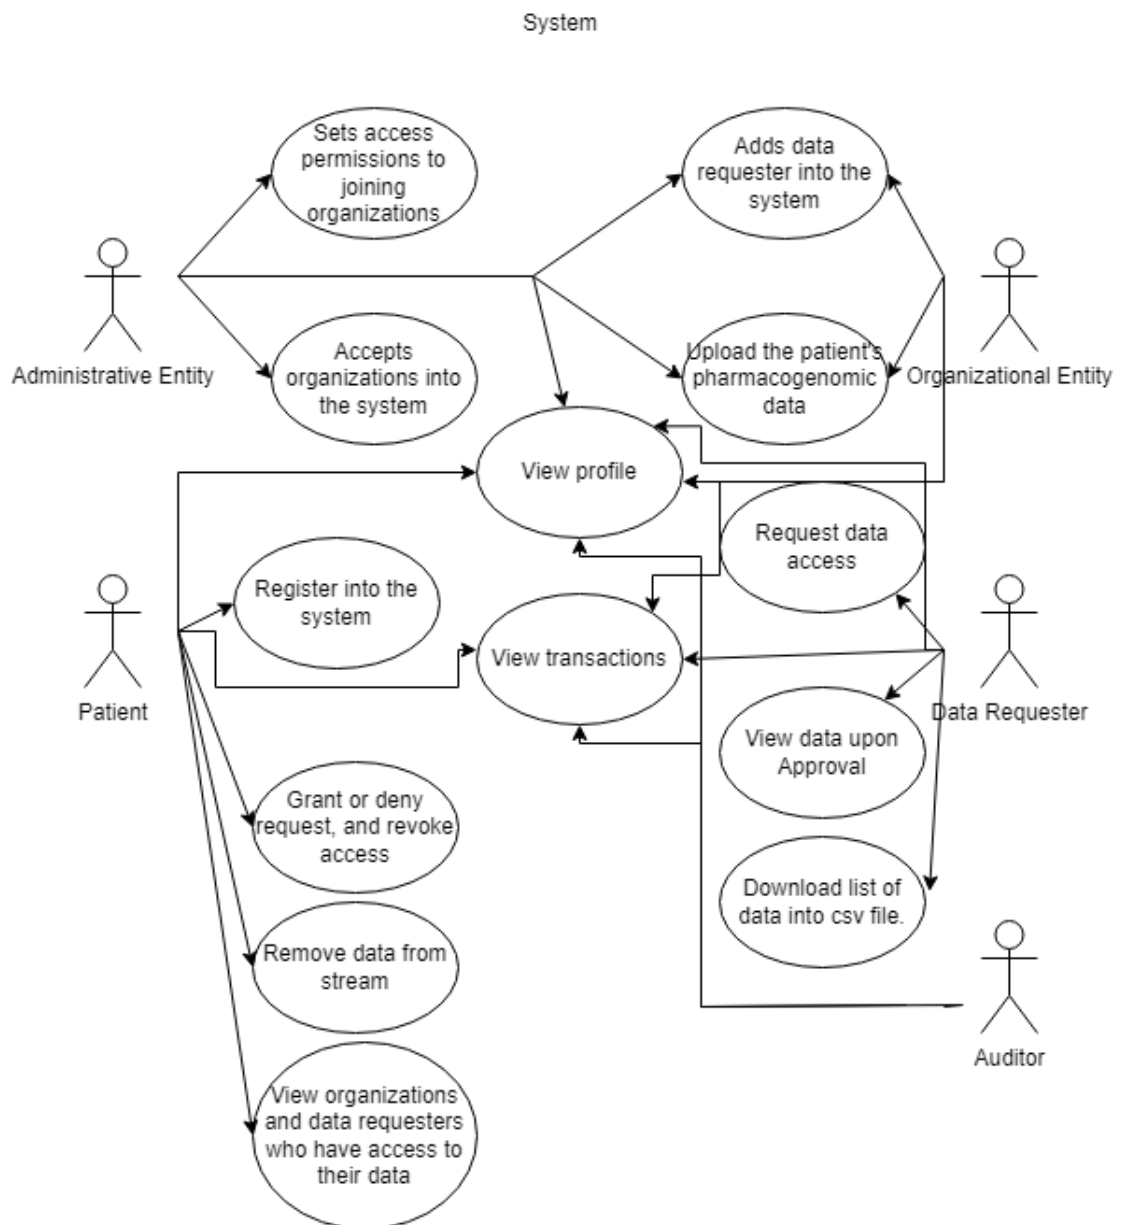 System
Sets access
permissions to
joining
organizations
Adds data
requester into the
system
Administrative Entity
Accepts
organizations into
the system
Upload the patient's
pharmacogenomic
data
Organizational Entity
View profile
Request data
access
Register into the
system
View transactions
Patient
Data Requester
View data upon
Approval
Grant or deny
request, and revoke
access
Download list of
data into csv file.
Remove data from
stream
Auditor
View organizations
and data requesters
who have access to
their data